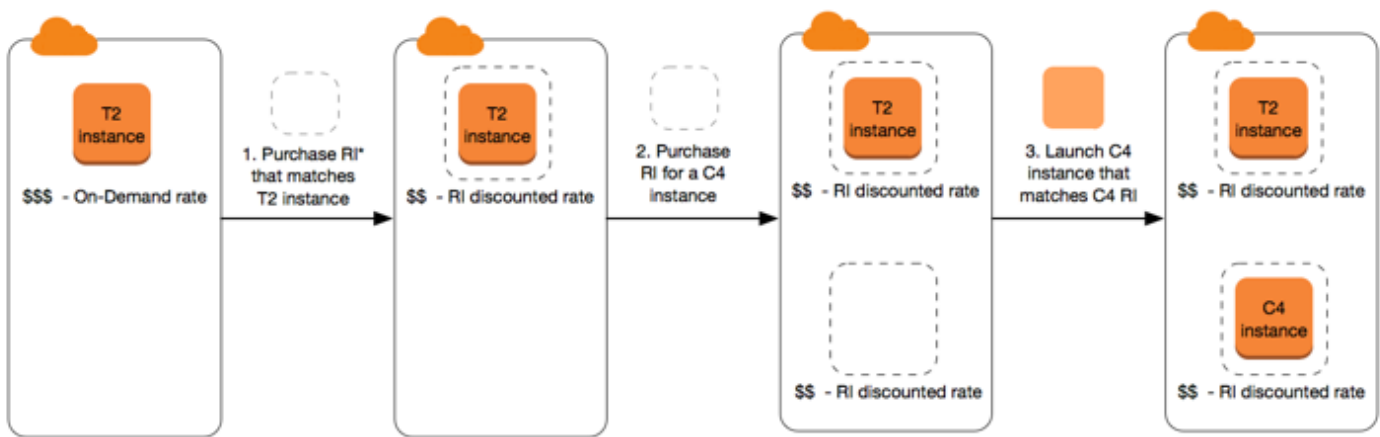 T2
instance
$$$ - On-Demand rate
1. Purchase RI*
that matches
T2 instance
T2
instance
$$ - RI discounted rate
2. Purchase
RI for a C4
instance
T2
instance
$$ - RI discounted rate
$$ - RI discounted rate
3. Launch C4
instance that
matches C4 RI
T2
instance
$$ - RI discounted rate
C4
instance
$$ - RI discounted rate